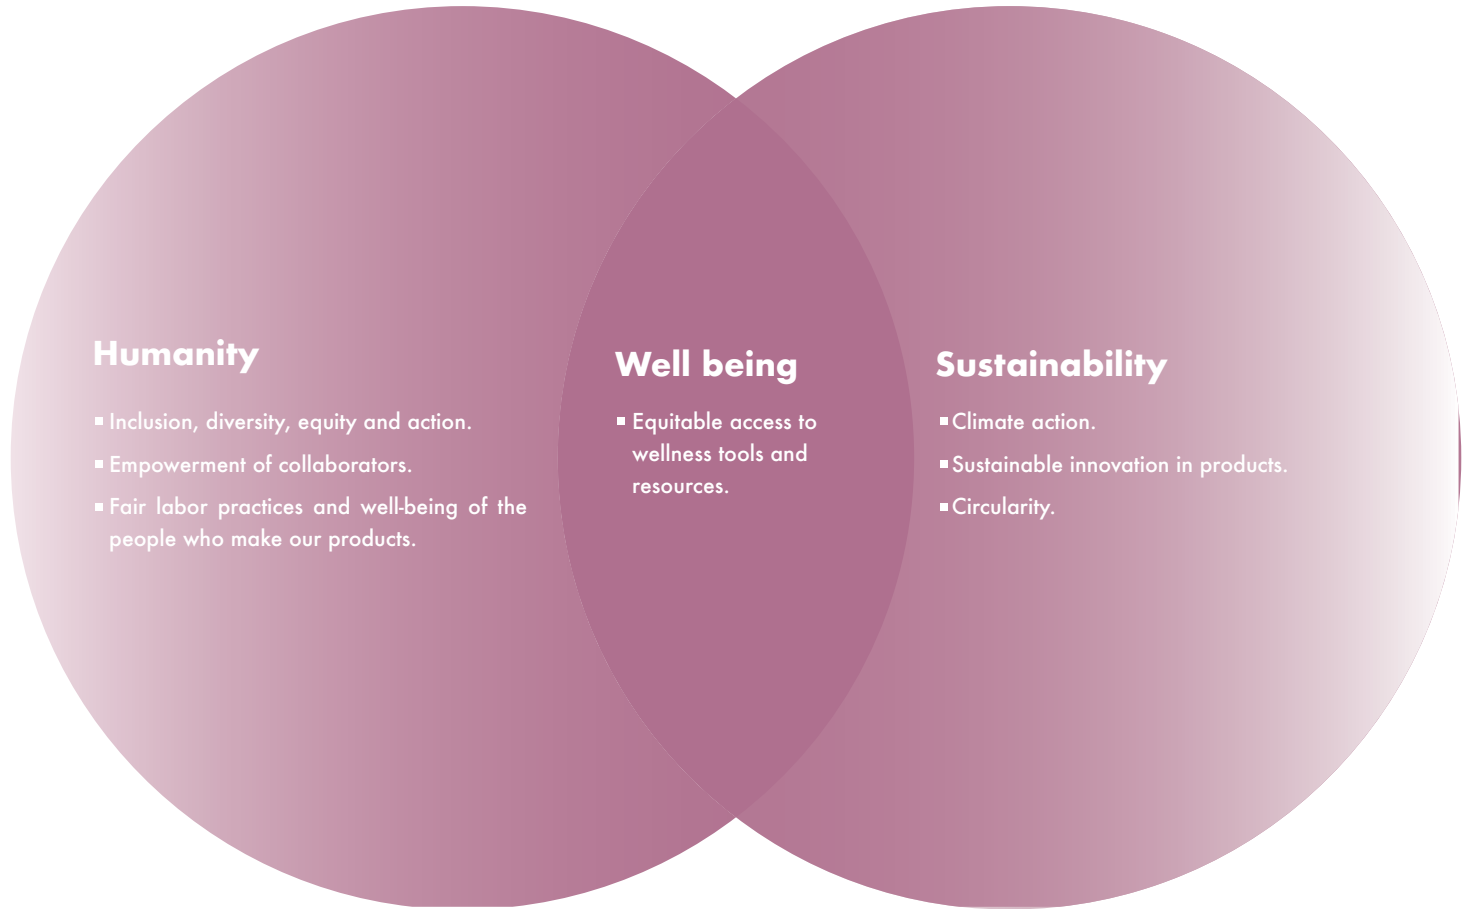 Humanity
Inclusion, diversity, equity and action.
Empowerment of collaborators.
Fair labor practices and well-being of the
people who make our products.
Well being
Equitable access to
wellness tools and
resources.
Sustainability
Climate action.
Sustainable innovation in products.
Circularity.